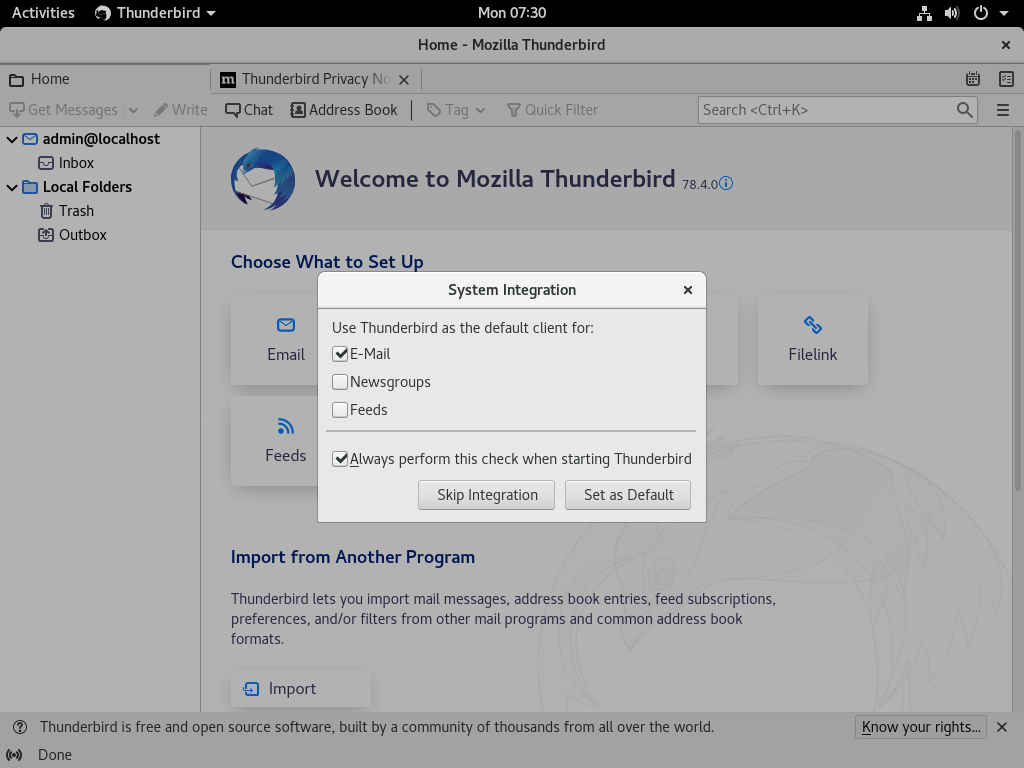 Activities Thunderbird Mon 07:30
Home - Mozilla Thunderbird
Home Thunderbird Privacy No
Get Messages Write Chat Address Book Tag Quick Filter Search <Ctrl+K>
admin@localhost
Inbox
Local Folders
Trash
Outbox
Welcome to Mozilla Thunderbird 78.4.0
Choose What to Set Up
Email
Filelink
Feeds
System Integration
Use Thunderbird as the default client for:
E-Mail
Newsgroups
Feeds
Always perform this check when starting Thunderbird
Skip Integration Set as Default
Import from Another Program
Thunderbird lets you import mail messages, address book entries, feed subscriptions,
preferences, and/or filters from other mail programs and common address book
formats.
Import
Thunderbird is free and open source software, built by a community of thousands from all over the world. Know your rights...
Done